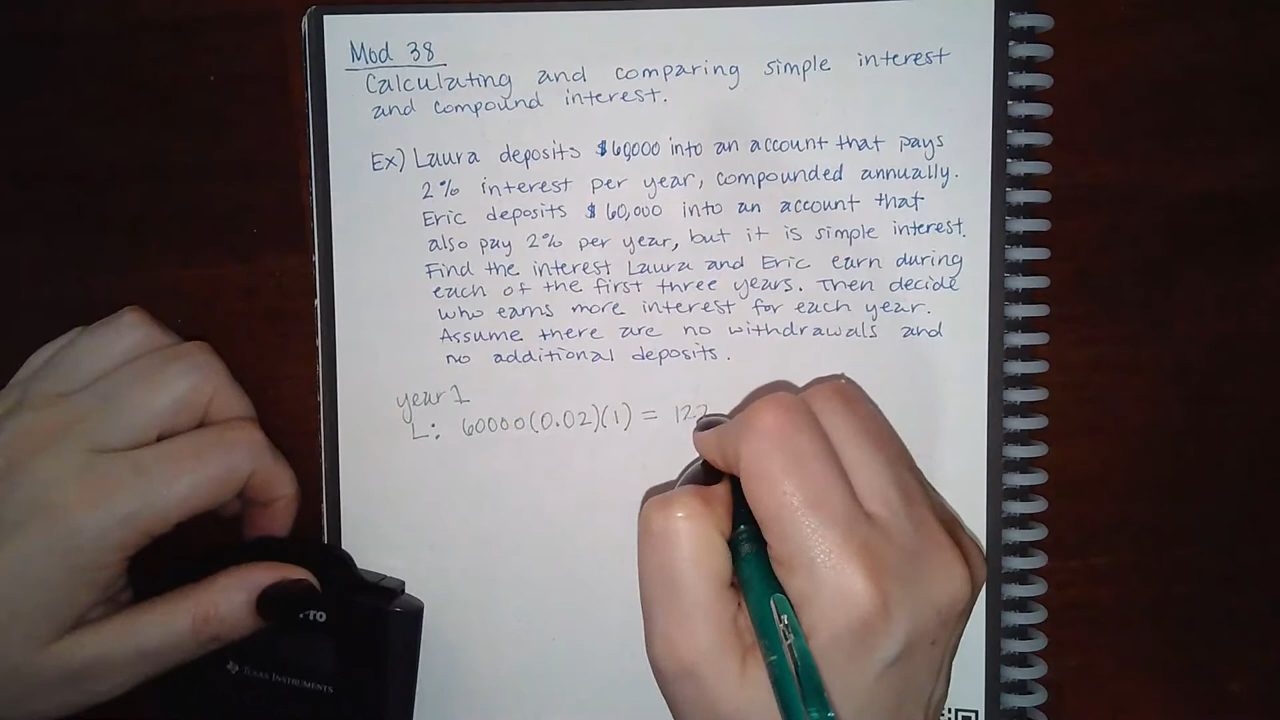 Mod 38
Calculating and comparing simple interest
and compound interest.
Ex) Laura deposits $60000 into an account that pays
2% interest per year, compounded annually.
Eric deposits $60,000 into an account that
also pay 2% per year, but it is simple interest.
Find the interest Laura and Eric earn during
each of the first three years. Then decide
who earns more interest for each year.
Assume there are no withdrawals and
no additional deposits.
year 1
L: 60000(0.02)(1) = 122
Pro
TEXAS INSTRUMENTS